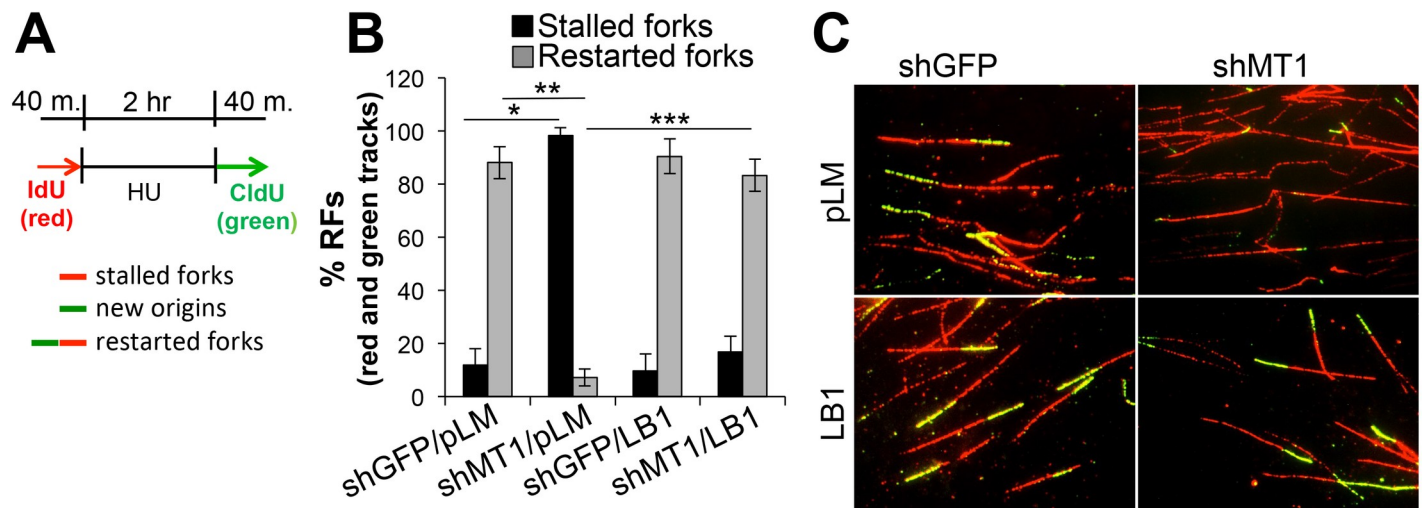 A
40 m. 2 hr 40 m.
IdU
(red)
HU
CldU
(green)
stalled forks
new origins
restarted forks
B
Stalled forks
Restarted forks
% RFs
(red and green tracks)
120
100
80
60
40
20
0
*
**
***
shGFP/pLM
shMT1/pLM
shGFP/LB1
shMT1/LB1
C
shGFP shMT1
pLM
LB1